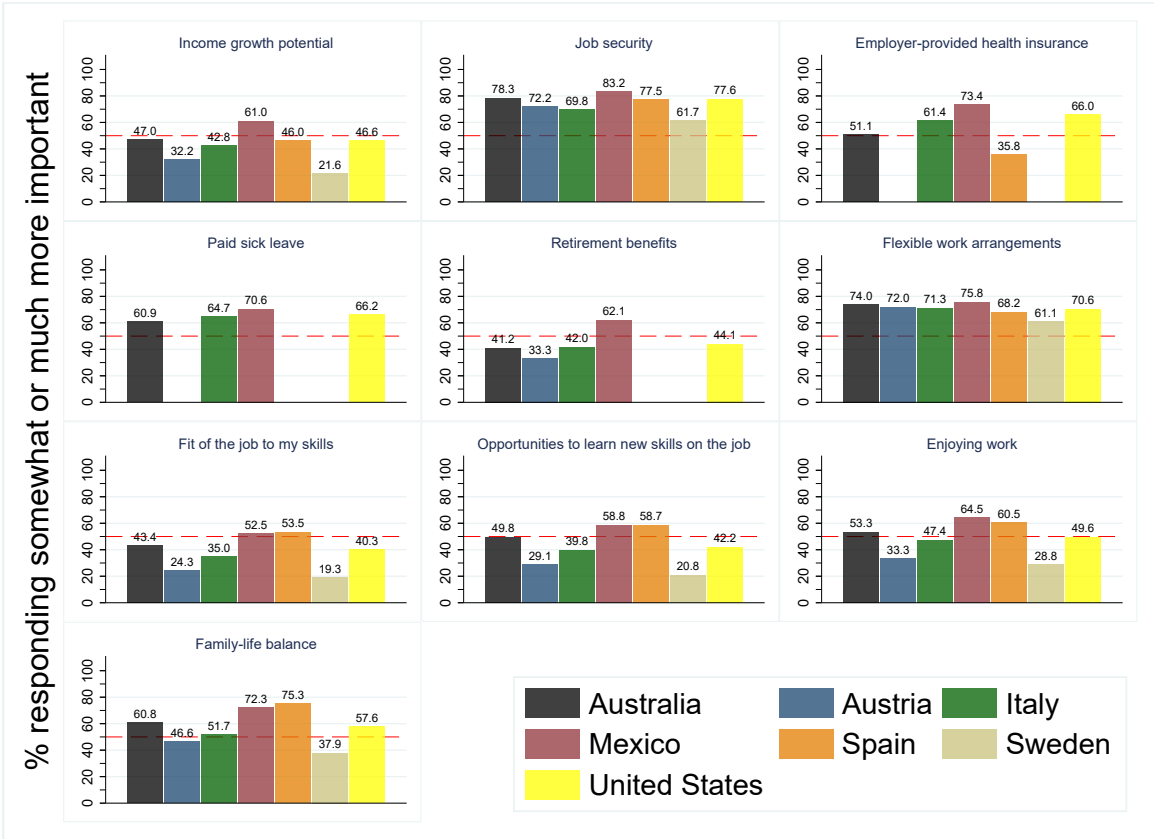 % responding somewhat or much more important
Income growth potential
0 20 40 60 80 100
47.0 32.2 42.8 61.0 46.0 21.6 46.6
Job security
0 20 40 60 80 100
78.3 72.2 69.8 83.2 77.5 61.7 77.6
Employer-provided health insurance
0 20 40 60 80 100
51.1 61.4 73.4 35.8 66.0
Paid sick leave
0 20 40 60 80 100
60.9 64.7 70.6 66.2
Retirement benefits
0 20 40 60 80 100
41.2 33.3 42.0 62.1 44.1
Flexible work arrangements
0 20 40 60 80 100
74.0 72.0 71.3 75.8 68.2 61.1 70.6
Fit of the job to my skills
0 20 40 60 80 100
43.4 24.3 35.0 52.5 53.5 19.3 40.3
Opportunities to learn new skills on the job
0 20 40 60 80 100
49.8 29.1 39.8 58.8 58.7 20.8 42.2
Enjoying work
0 20 40 60 80 100
53.3 33.3 47.4 64.5 60.5 28.8 49.6
Family-life balance
0 20 40 60 80 100
60.8 46.6 51.7 72.3 75.3 37.9 57.6
Australia Austria Italy
Mexico Spain Sweden
United States